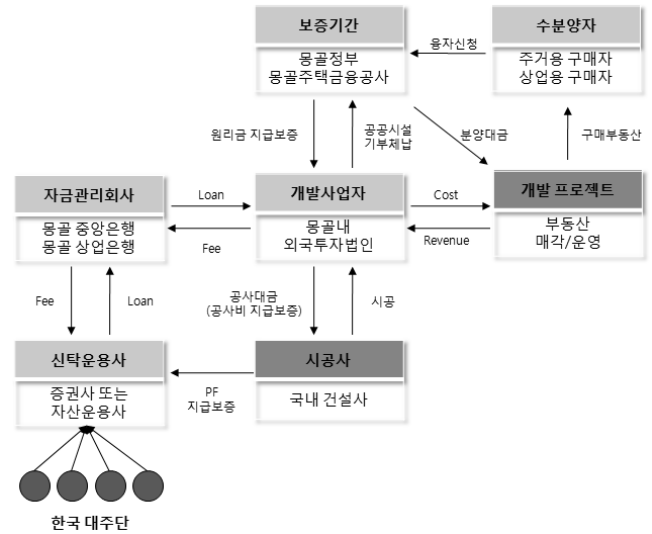 보증기간
수분양자
몽골정부
몽골주택금융공사
융자신청
주거용 구매자
상업용 구매자
원리금 지급보증
공공시설
기부체납
분양대금
구매부동산
자금관리회사
Loan
개발사업자
Cost
개발 프로젝트
몽골 중앙은행
몽골 상업은행
Fee
몽골내
외국투자법인
Revenue
부동산
매각/운영
Fee
Loan
공사대금
(공사비 지급보증)
시공
신탁운용사
시공사
증권사 또는
자산운용사
PF
지급보증
국내 건설사
한국 대주단